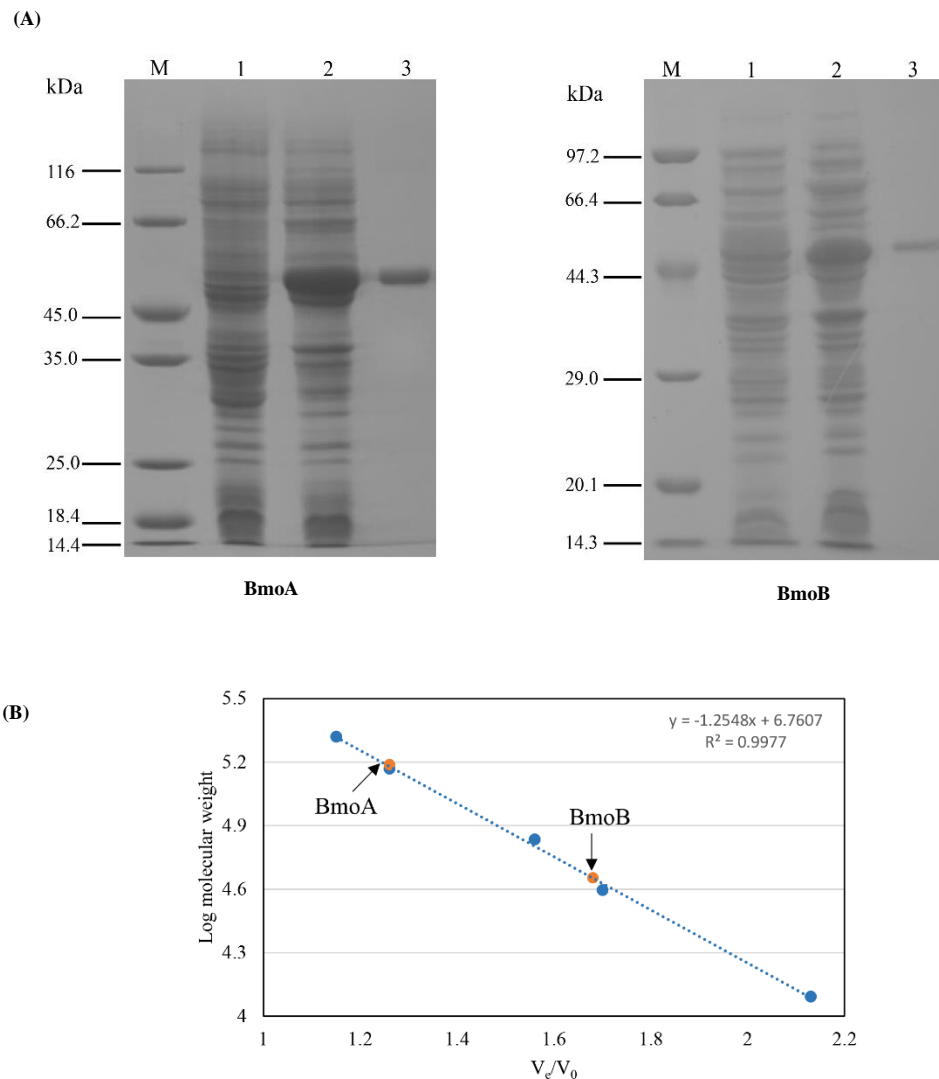 (A)
M 1 2 3
kDa
116
66.2
45.0
35.0
25.0
18.4
14.4
BmoA
M 1 2 3
kDa
97.2
66.4
44.3
29.0
20.1
14.3
BmoB
(B)
5.5
5.2
4.9
4.6
4.3
4
Log molecular weight
y = -1.2548x + 6.7607
R² = 0.9977
BmoA
BmoB
1 1.2 1.4 1.6 1.8 2 2.2
Ve/V0